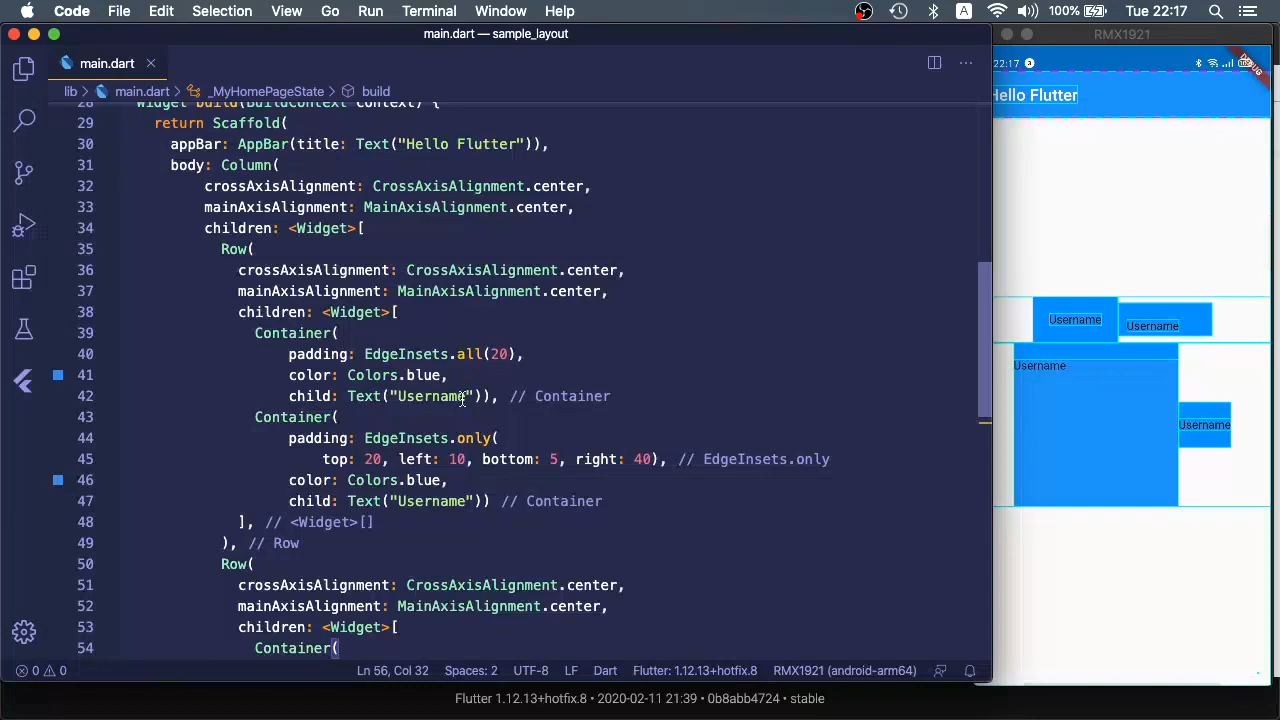 Code File Edit Selection View Go Run Terminal Window Help
A 100% Tue 22:17
main.dart — sample_layout
main.dart
lib main.dart _MyHomePageState build
28 Widget build(BuildContext context) {
29 return Scaffold(
30 appBar: AppBar(title: Text("Hello Flutter")),
31 body: Column(
32 crossAxisAlignment: CrossAxisAlignment.center,
33 mainAxisAlignment: MainAxisAlignment.center,
34 children: <Widget>[
35 Row(
36 crossAxisAlignment: CrossAxisAlignment.center,
37 mainAxisAlignment: MainAxisAlignment.center,
38 children: <Widget>[
39 Container(
40 padding: EdgeInsets.all(20),
41 color: Colors.blue,
42 child: Text("Username")), // Container
43 Container(
44 padding: EdgeInsets.only(
45 top: 20, left: 10, bottom: 5, right: 40), // EdgeInsets.only
46 color: Colors.blue,
47 child: Text("Username")) // Container
48 ], // <Widget>[]
49 ), // Row
50 Row(
51 crossAxisAlignment: CrossAxisAlignment.center,
52 mainAxisAlignment: MainAxisAlignment.center,
53 children: <Widget>[
54 Container(
0 0 Ln 56, Col 32 Spaces: 2 UTF-8 LF Dart Flutter: 1.12.13+hotfix.8 RMX1921 (android-arm64)
Flutter 1.12.13+hotfix.8 • 2020-02-11 21:39 • 0b8abb4724 • stable
RMX1921
22:17
DEBUG
Hello Flutter
Username
Username
Username
Username